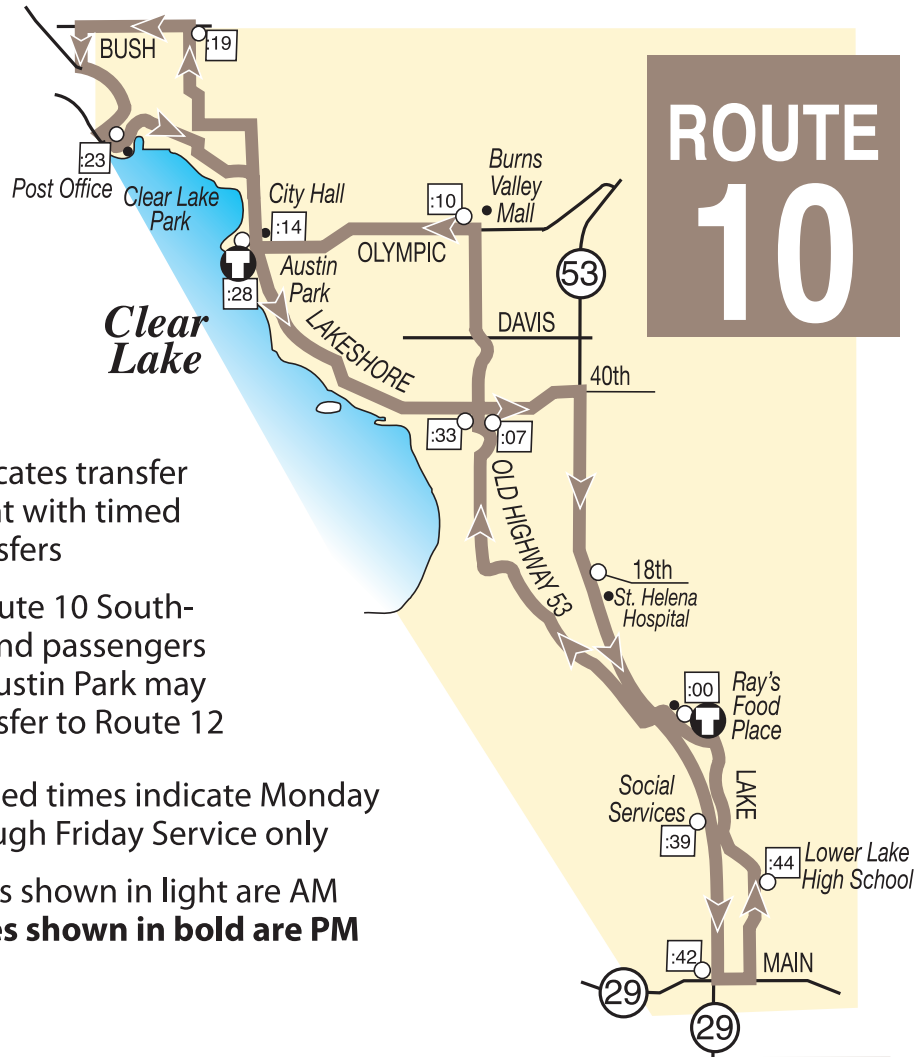 BUSH
:19
ROUTE
10
:23
Post Office
Clear Lake
Park
City Hall
:14
:10
Burns
Valley
Mall
OLYMPIC
53
T
:28
Austin
Park
Clear
Lake
LAKESHORE
DAVIS
40th
:33
:07
OLD HIGHWAY 53
18th
St. Helena
Hospital
cates transfer
t with timed
sfers
ute 10 South-
nd passengers
ustin Park may
sfer to Route 12
:00
T
Ray's
Food
Place
LAKE
Social
Services
:39
ed times indicate Monday
ugh Friday Service only
:44
Lower Lake
High School
s shown in light are AM
es shown in bold are PM
:42
MAIN
29
29